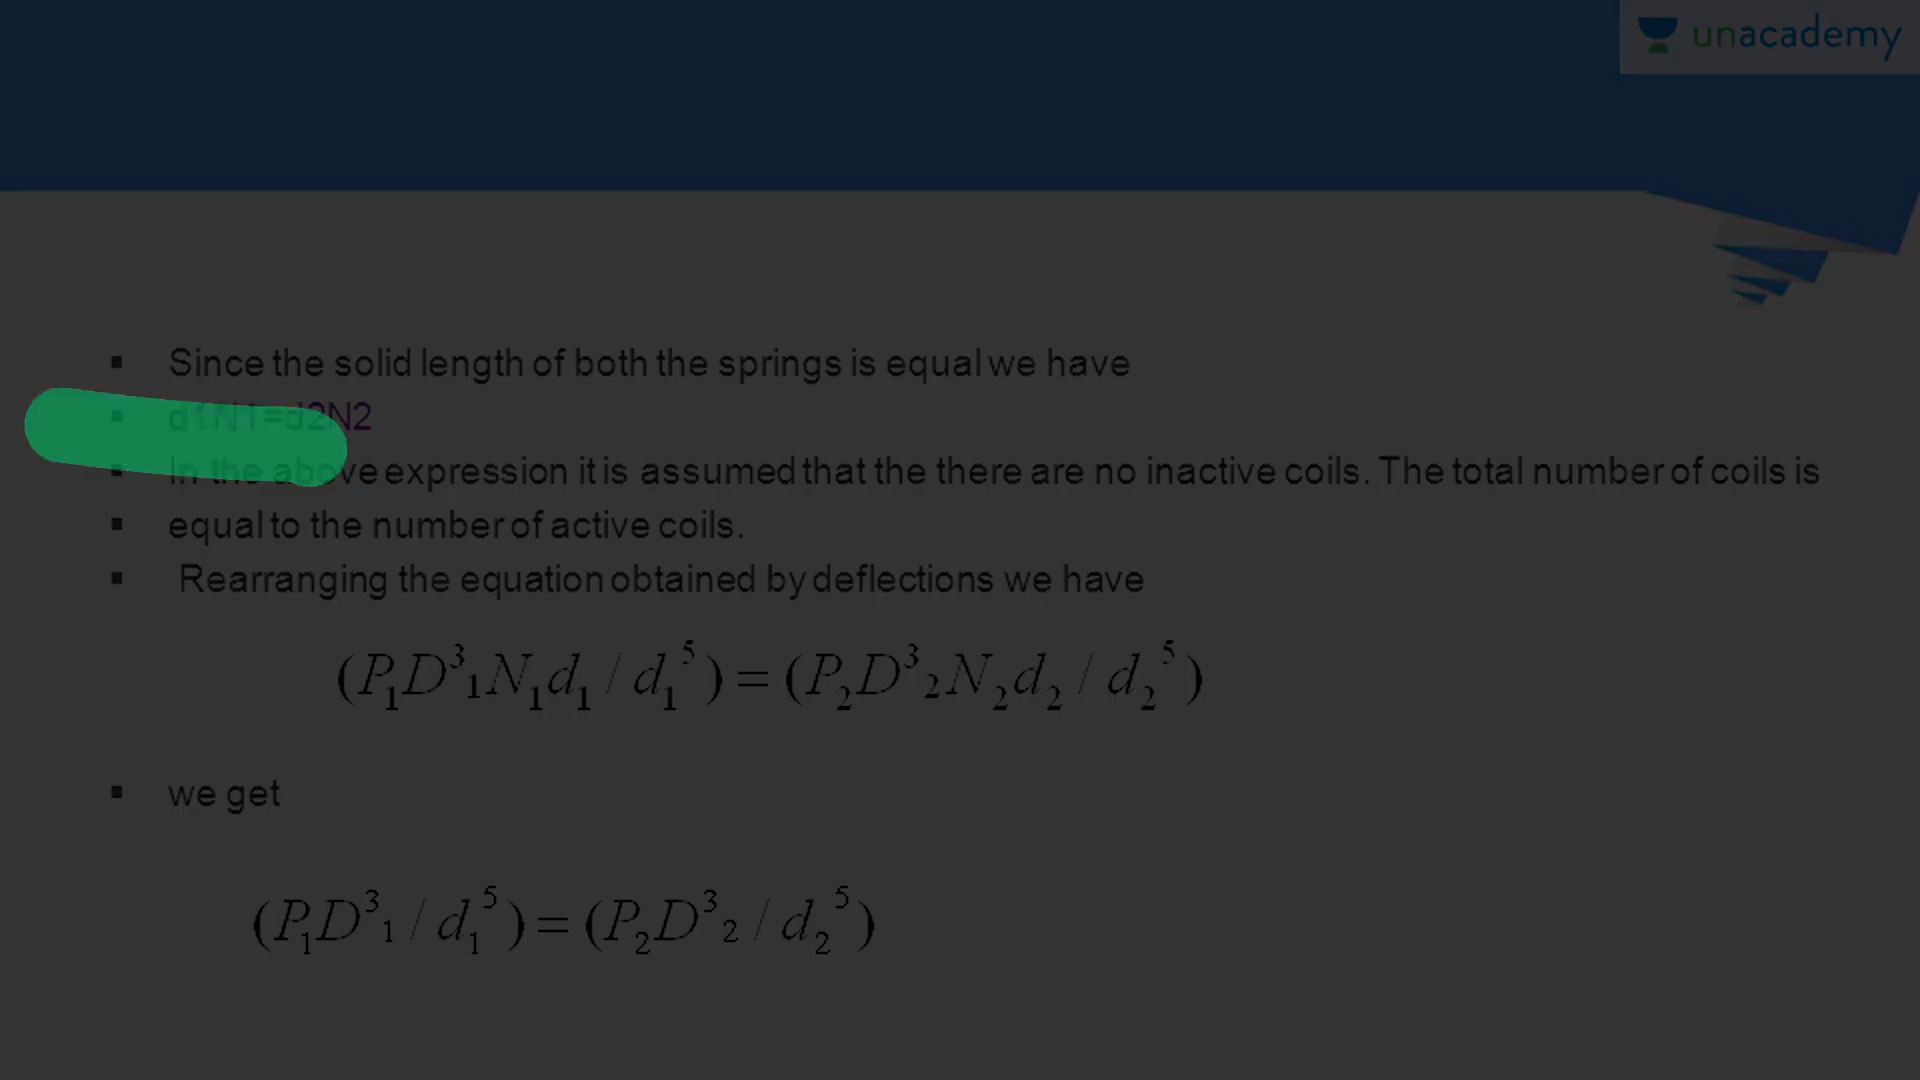 unacademy
Since the solid length of both the springs is equal we have
d1N1=d2N2
In the above expression it is assumed that the there are no inactive coils. The total number of coils is
equal to the number of active coils.
Rearranging the equation obtained by deflections we have
(P₁D³₁N₁d₁ / d₁⁵) = (P₂D³₂N₂d₂ / d₂⁵)
we get
(P₁D³₁ / d₁⁵) = (P₂D³₂ / d₂⁵)